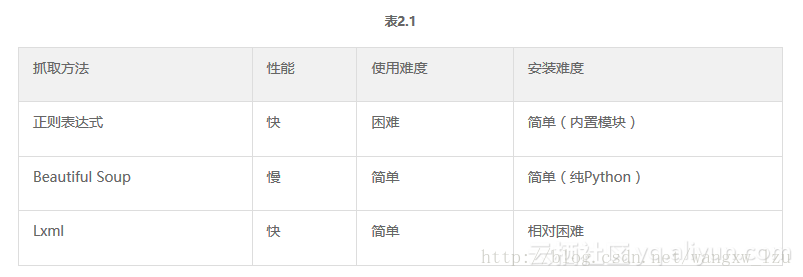 表2.1
抓取方法 性能 使用难度 安装难度
正则表达式 快 困难 简单（内置模块）
Beautiful Soup 慢 简单 简单（纯Python）
Lxml 快 简单 相对困难
云栖社区 yq.aliyun.com
http://blog.csdn.net/wangxw_lzu